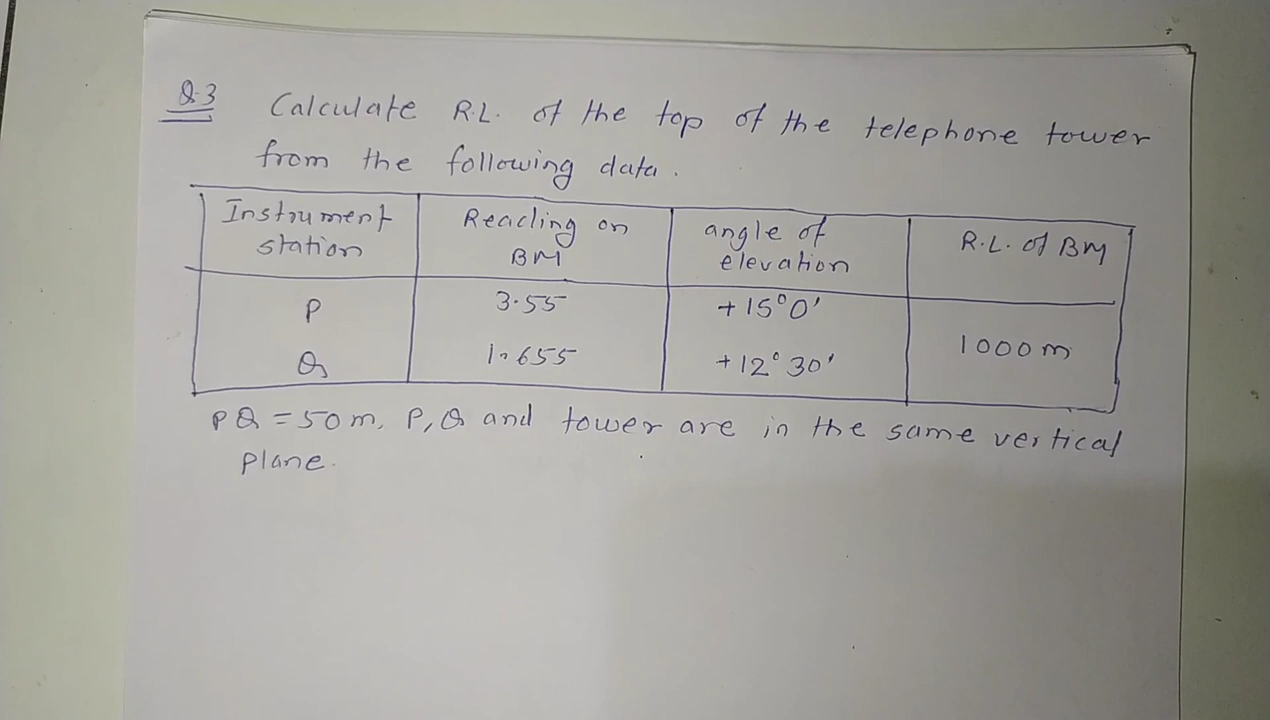 Q.3 Calculate R.L. of the top of the telephone tower
from the following data.
Instrument station Reading on BM angle of elevation R.L. of BM
P 3.55 +15°0'
1000m
Q 1.655 +12°30'
PQ = 50m, P, Q and tower are in the same vertical
plane.